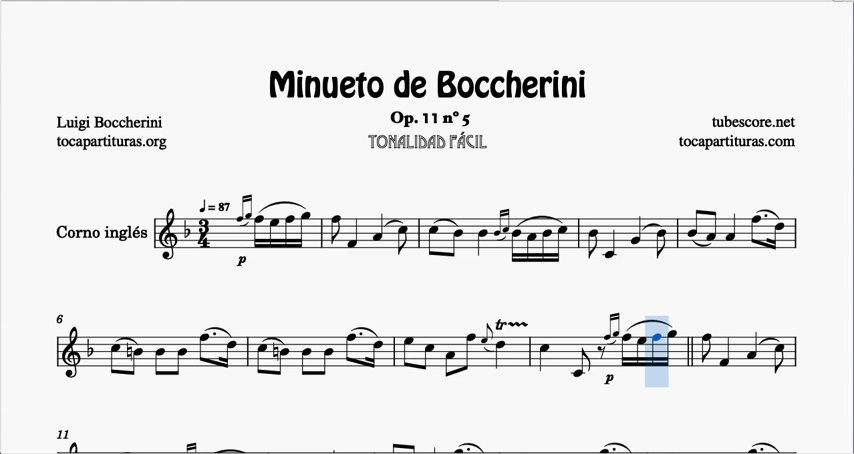 Minueto de Boccherini
Op. 11 nº 5
TONALIDAD FÁCIL
Luigi Boccherini
tocapartituras.org
tubescore.net
tocapartituras.com
♩ = 87
Corno inglés
3
4
p
6
tr
p
11